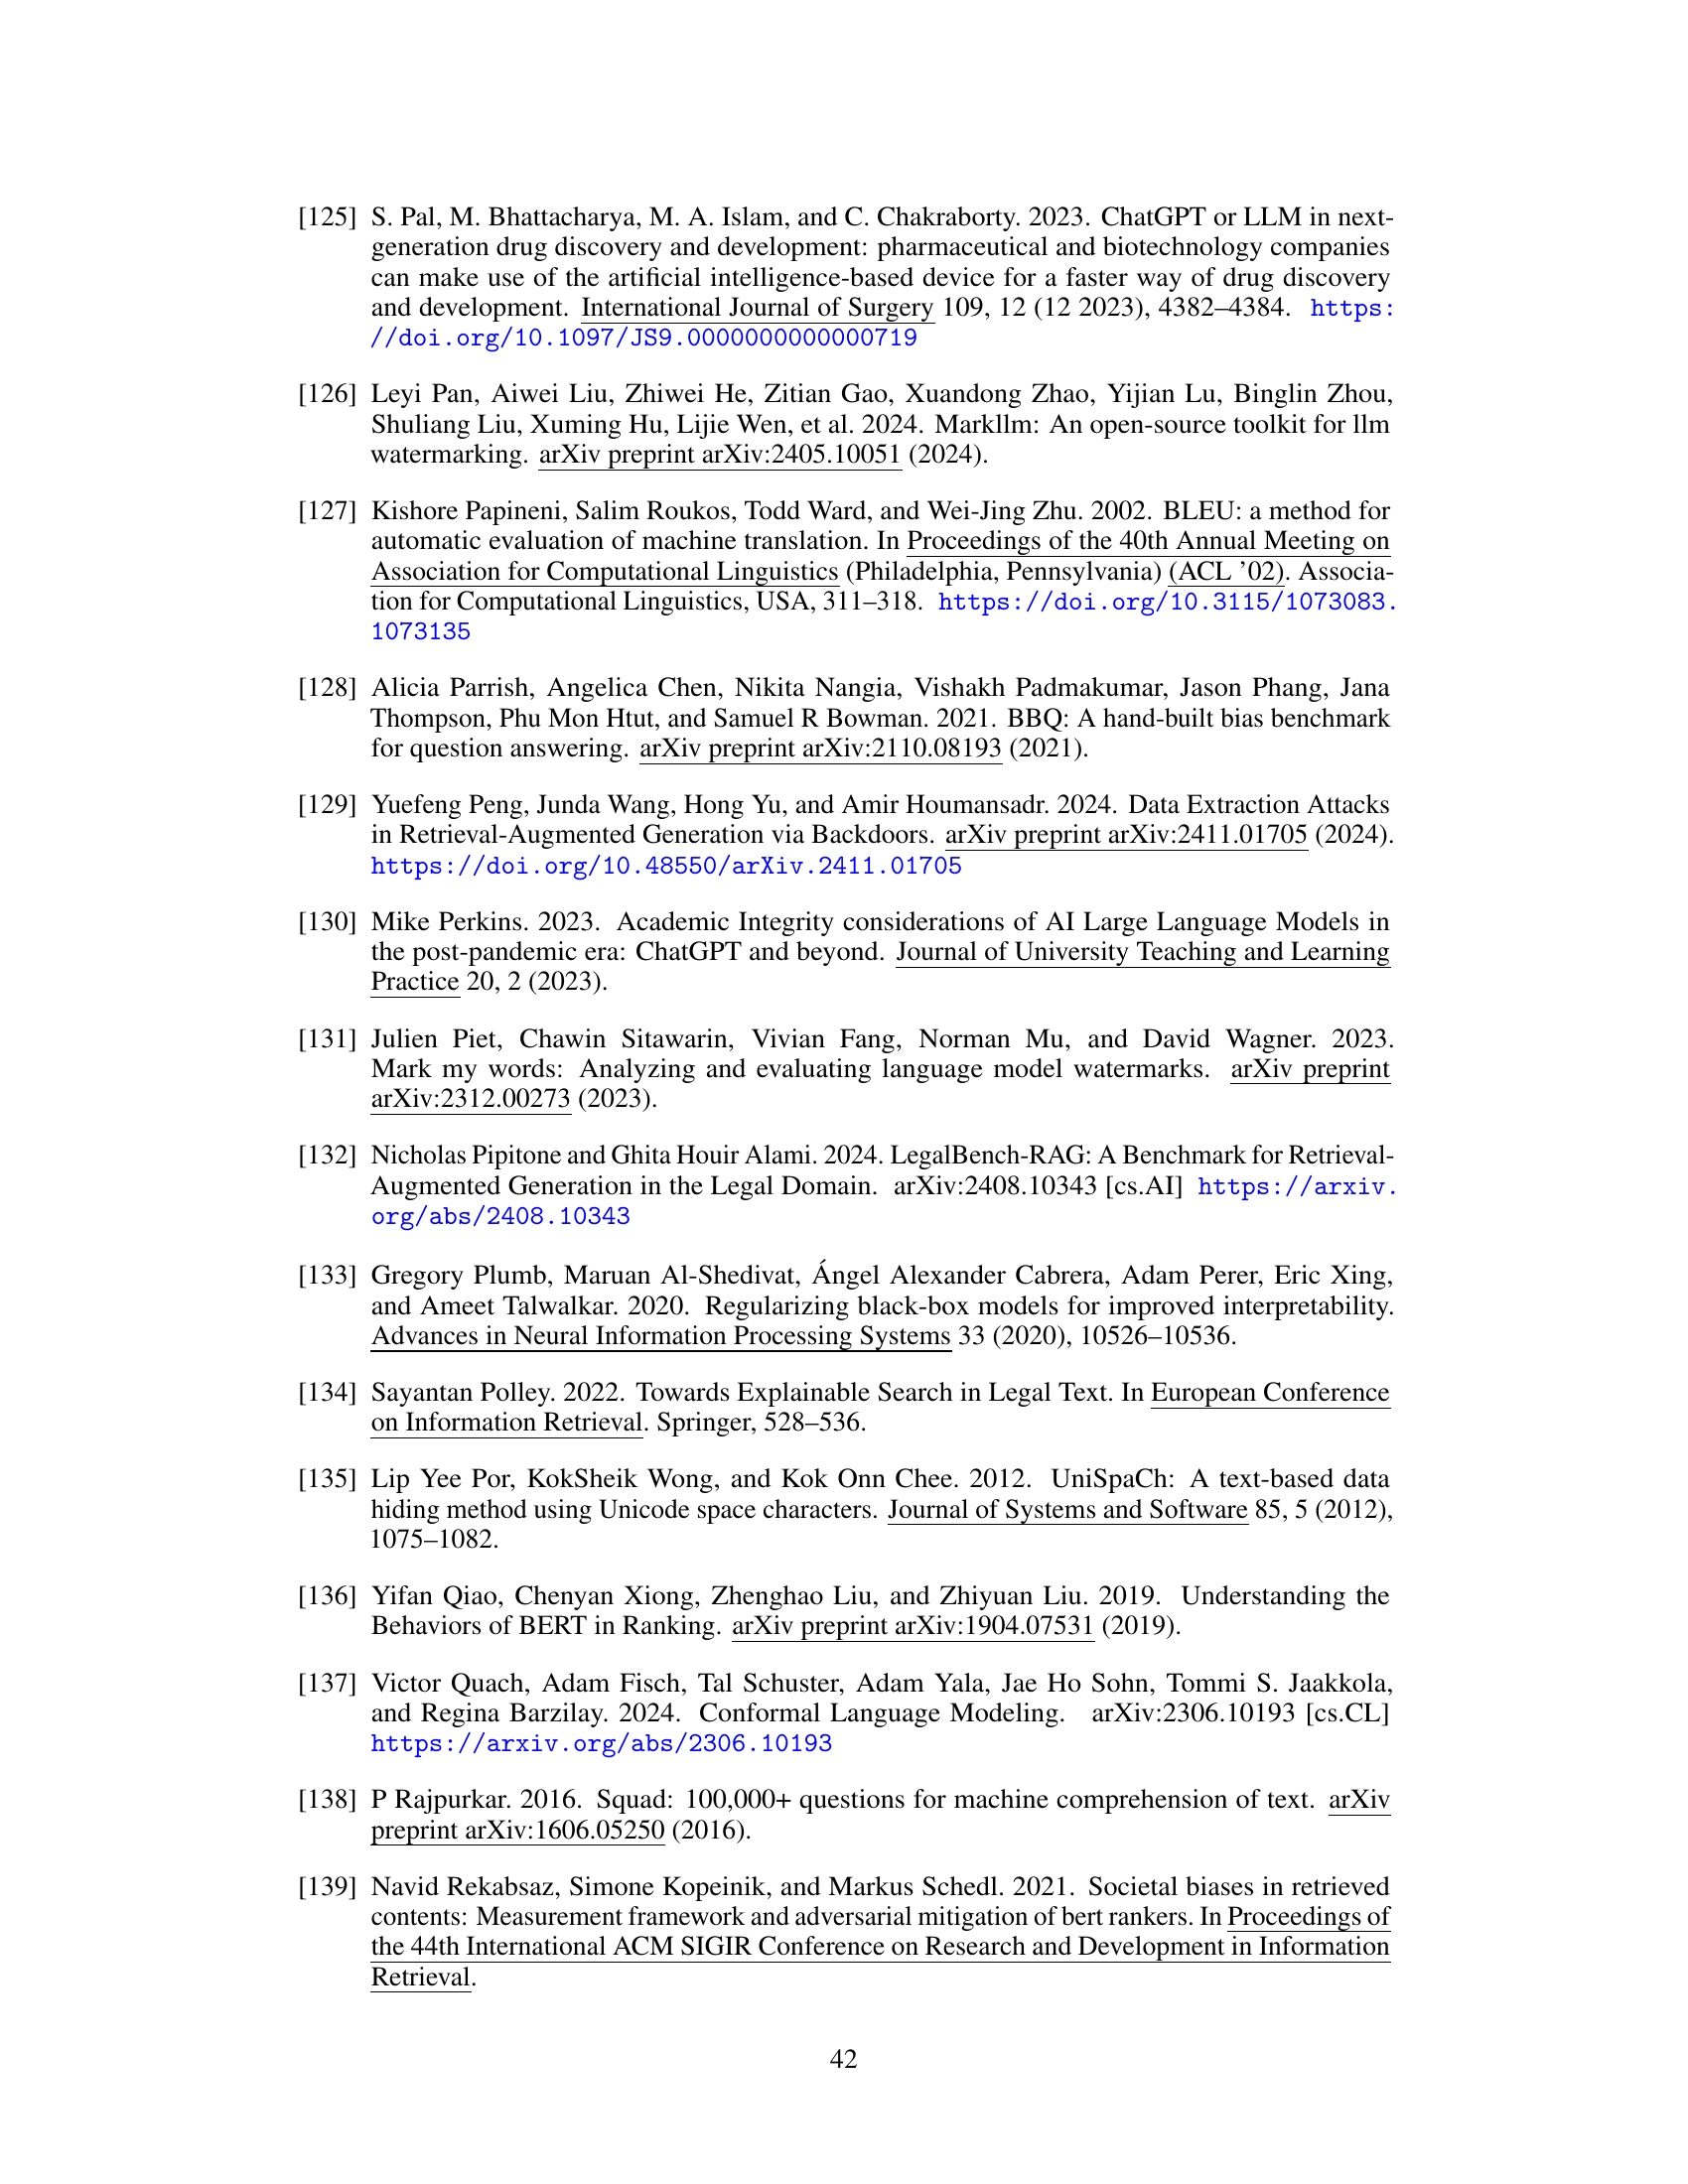 [125] S. Pal, M. Bhattacharya, M. A. Islam, and C. Chakraborty. 2023. ChatGPT or LLM in next-
generation drug discovery and development: pharmaceutical and biotechnology companies
can make use of the artificial intelligence-based device for a faster way of drug discovery
and development. International Journal of Surgery 109, 12 (12 2023), 4382–4384. https:
//doi.org/10.1097/JS9.0000000000000719
[126] Leyi Pan, Aiwei Liu, Zhiwei He, Zitian Gao, Xuandong Zhao, Yijian Lu, Binglin Zhou,
Shuliang Liu, Xuming Hu, Lijie Wen, et al. 2024. Markllm: An open-source toolkit for llm
watermarking. arXiv preprint arXiv:2405.10051 (2024).
[127] Kishore Papineni, Salim Roukos, Todd Ward, and Wei-Jing Zhu. 2002. BLEU: a method for
automatic evaluation of machine translation. In Proceedings of the 40th Annual Meeting on
Association for Computational Linguistics (Philadelphia, Pennsylvania) (ACL ’02). Associa-
tion for Computational Linguistics, USA, 311–318. https://doi.org/10.3115/1073083.
1073135
[128] Alicia Parrish, Angelica Chen, Nikita Nangia, Vishakh Padmakumar, Jason Phang, Jana
Thompson, Phu Mon Htut, and Samuel R Bowman. 2021. BBQ: A hand-built bias benchmark
for question answering. arXiv preprint arXiv:2110.08193 (2021).
[129] Yuefeng Peng, Junda Wang, Hong Yu, and Amir Houmansadr. 2024. Data Extraction Attacks
in Retrieval-Augmented Generation via Backdoors. arXiv preprint arXiv:2411.01705 (2024).
https://doi.org/10.48550/arXiv.2411.01705
[130] Mike Perkins. 2023. Academic Integrity considerations of AI Large Language Models in
the post-pandemic era: ChatGPT and beyond. Journal of University Teaching and Learning
Practice 20, 2 (2023).
[131] Julien Piet, Chawin Sitawarin, Vivian Fang, Norman Mu, and David Wagner. 2023.
Mark my words: Analyzing and evaluating language model watermarks. arXiv preprint
arXiv:2312.00273 (2023).
[132] Nicholas Pipitone and Ghita Houir Alami. 2024. LegalBench-RAG: A Benchmark for Retrieval-
Augmented Generation in the Legal Domain. arXiv:2408.10343 [cs.AI] https://arxiv.
org/abs/2408.10343
[133] Gregory Plumb, Maruan Al-Shedivat, Ángel Alexander Cabrera, Adam Perer, Eric Xing,
and Ameet Talwalkar. 2020. Regularizing black-box models for improved interpretability.
Advances in Neural Information Processing Systems 33 (2020), 10526–10536.
[134] Sayantan Polley. 2022. Towards Explainable Search in Legal Text. In European Conference
on Information Retrieval. Springer, 528–536.
[135] Lip Yee Por, KokSheik Wong, and Kok Onn Chee. 2012. UniSpaCh: A text-based data
hiding method using Unicode space characters. Journal of Systems and Software 85, 5 (2012),
1075–1082.
[136] Yifan Qiao, Chenyan Xiong, Zhenghao Liu, and Zhiyuan Liu. 2019. Understanding the
Behaviors of BERT in Ranking. arXiv preprint arXiv:1904.07531 (2019).
[137] Victor Quach, Adam Fisch, Tal Schuster, Adam Yala, Jae Ho Sohn, Tommi S. Jaakkola,
and Regina Barzilay. 2024. Conformal Language Modeling. arXiv:2306.10193 [cs.CL]
https://arxiv.org/abs/2306.10193
[138] P Rajpurkar. 2016. Squad: 100,000+ questions for machine comprehension of text. arXiv
preprint arXiv:1606.05250 (2016).
[139] Navid Rekabsaz, Simone Kopeinik, and Markus Schedl. 2021. Societal biases in retrieved
contents: Measurement framework and adversarial mitigation of bert rankers. In Proceedings of
the 44th International ACM SIGIR Conference on Research and Development in Information
Retrieval.
42